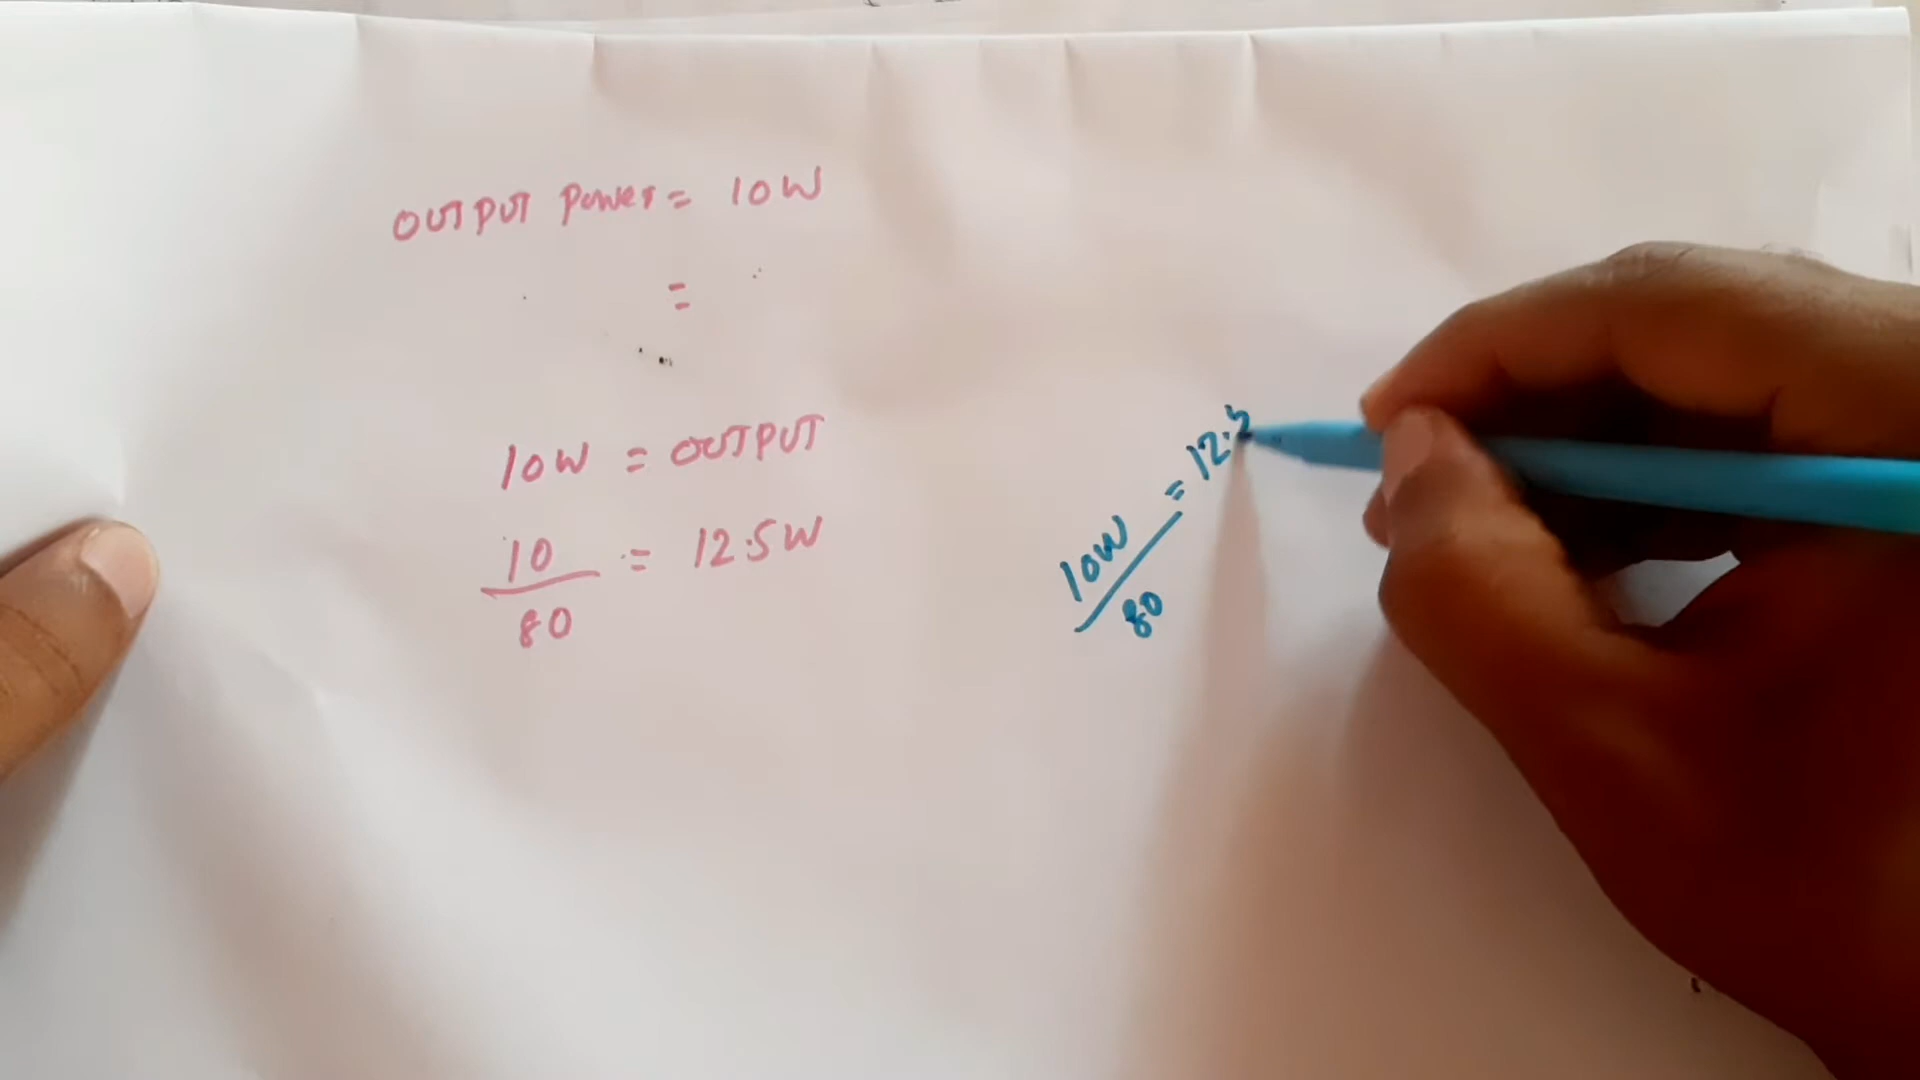 OUTPUT Power = 10W
=
10W = OUTPUT
10
80
= 12.5W
10W
80
= 12.5